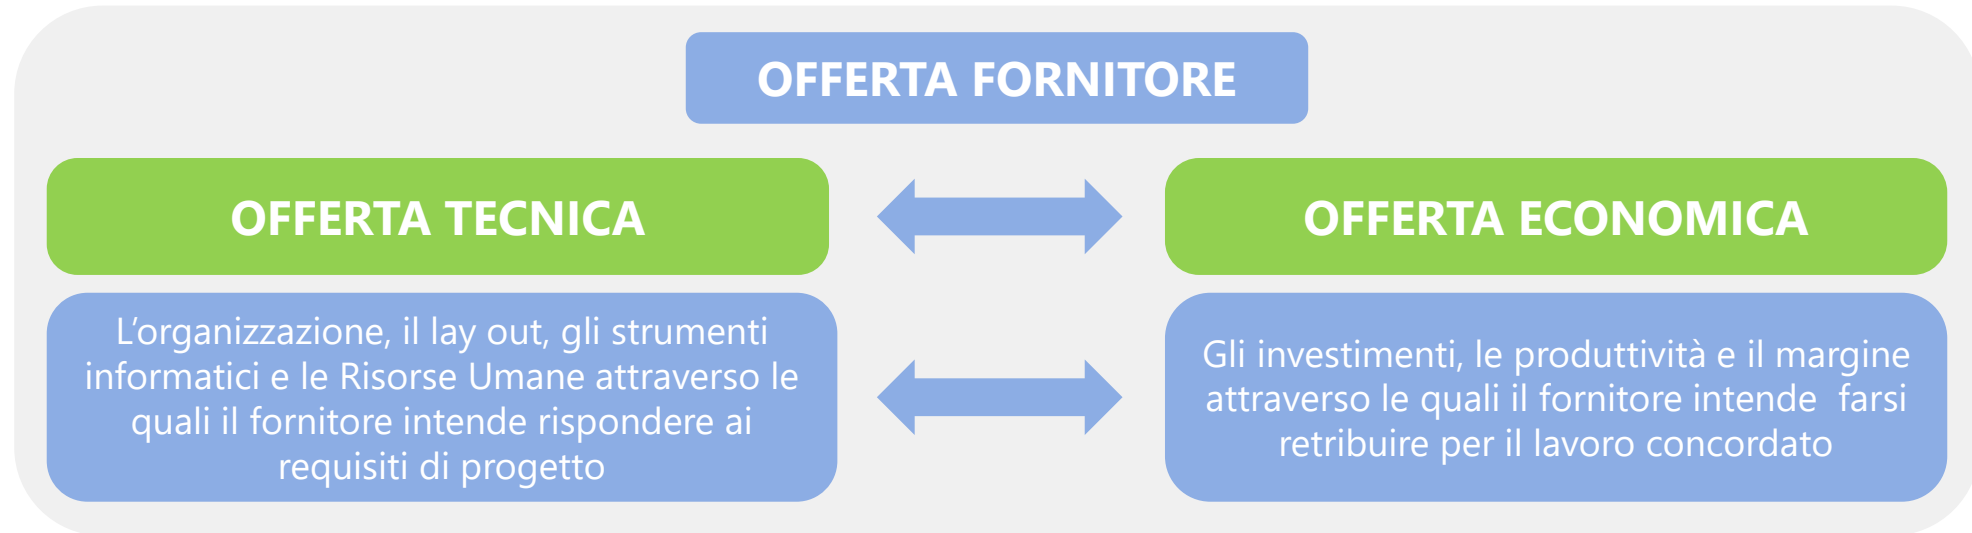 OFFERTA FORNITORE
OFFERTA TECNICA
OFFERTA ECONOMICA
L’organizzazione, il lay out, gli strumenti
informatici e le Risorse Umane attraverso le
quali il fornitore intende rispondere ai
requisiti di progetto
Gli investimenti, le produttività e il margine
attraverso le quali il fornitore intende  farsi
retribuire per il lavoro concordato